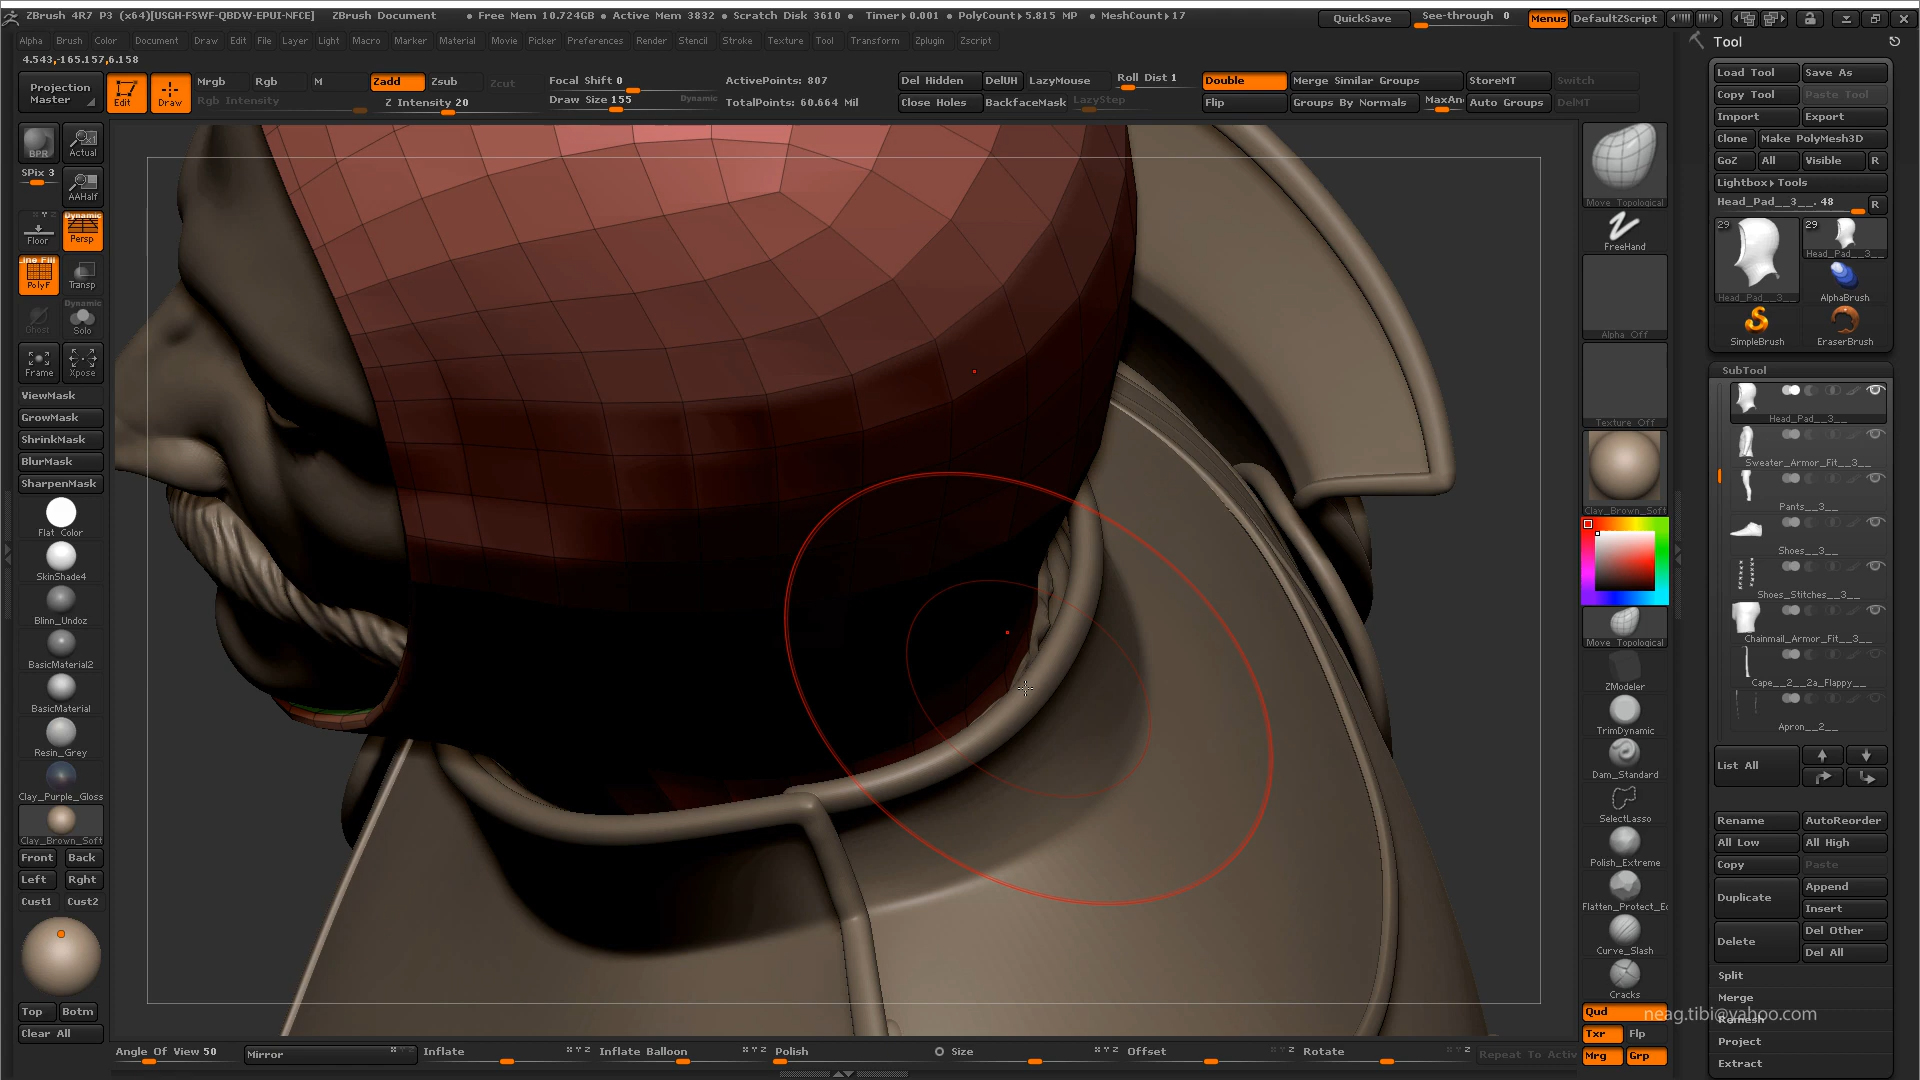 ZBrush 4R7 P3 (x64)[USGH-FSWF-QBDW-EPUI-NFCE] ZBrush Document • Free Mem 10.724GB • Active Mem 3832 • Scratch Disk 3610 • Timer▸0.001 • PolyCount▸5.815 MP • MeshCount▸17 QuickSave See-through 0 Menus DefaultZScript
Alpha Brush Color Document Draw Edit File Layer Light Macro Marker Material Movie Picker Preferences Render Stencil Stroke Texture Tool Transform Zplugin Zscript
4.543,-165.157,6.158
Projection Master
Edit
Draw
Mrgb Rgb M Zadd Zsub Zcut
Rgb Intensity Z Intensity 20
Focal Shift 0
Draw Size 155 Dynamic
ActivePoints: 807
TotalPoints: 60.664 Mil
Del Hidden DelUH LazyMouse Roll Dist 1
Close Holes BackfaceMask LazyStep
Double Merge Similar Groups StoreMT Switch
Flip Groups By Normals MaxAn Auto Groups DelMT
BPR Actual
SPix 3
AAHalf
Dynamic
Floor Persp
Line Fill
PolyF Transp
Dynamic
Ghost Solo
Frame Xpose
ViewMask
GrowMask
ShrinkMask
BlurMask
SharpenMask
Flat Color
SkinShade4
Blinn_Undoz
BasicMaterial2
BasicMaterial
Resin_Grey
Clay_Purple_Gloss
Clay_Brown_Soft
Front Back
Left Rght
Cust1 Cust2
Top Botm
Clear All
Angle Of View 50 Mirror Inflate Inflate Balloon Polish Size Offset Rotate Repeat To Activ
Move Topological
FreeHand
Alpha Off
Texture Off
Clay_Brown_Soft
Move Topological
ZModeler
TrimDynamic
Dam_Standard
SelectLasso
Polish_Extreme
Flatten_Protect_Ed
Curve_Slash
Cracks
Qud
Txr Flp
Mrg Grp
Tool
Load Tool Save As
Copy Tool Paste Tool
Import Export
Clone Make PolyMesh3D
GoZ All Visible R
Lightbox▸Tools
Head_Pad__3__. 48 R
29 29
Head_Pad__3__
Head_Pad__3__ AlphaBrush
SimpleBrush EraserBrush
SubTool
Head_Pad__3__
Sweater_Armor_Fit__3__
Pants__3__
Shoes__3__
Shoes_Stitches__3__
Chainmail_Armor_Fit__3__
Cape__2__2a_Flappy__
Apron__2__
List All
Rename AutoReorder
All Low All High
Copy Paste
Duplicate Append
Insert
Delete Del Other
Del All
Split
Merge
Remesh
neag.tibi@yahoo.com
Project
Extract